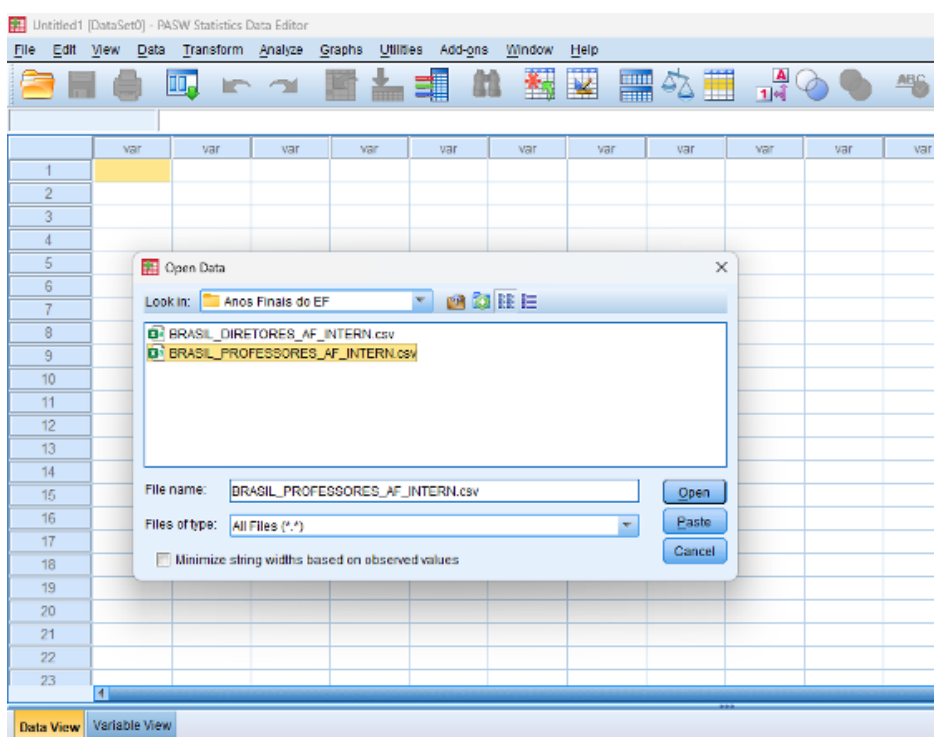 Untitled1 [DataSet0] - PASW Statistics Data Editor
File Edit View Data Transform Analyze Graphs Utilities Add-ons Window Help
A
1
ABC
var var var var var var var var var var var
1
2
3
4
5
Open Data
6
Look in: Anos Finais do EF
7
8
BRASIL_DIRETORES_AF_INTERN.csv
9
BRASIL_PROFESSORES_AF_INTERN.csv
10
11
12
13
14
15
File name: BRASIL_PROFESSORES_AF_INTERN.csv Open
16
Files of type: All Files (*.*) Paste
17
18
Minimize string widths based on observed values Cancel
19
20
21
22
23
Data View Variable View